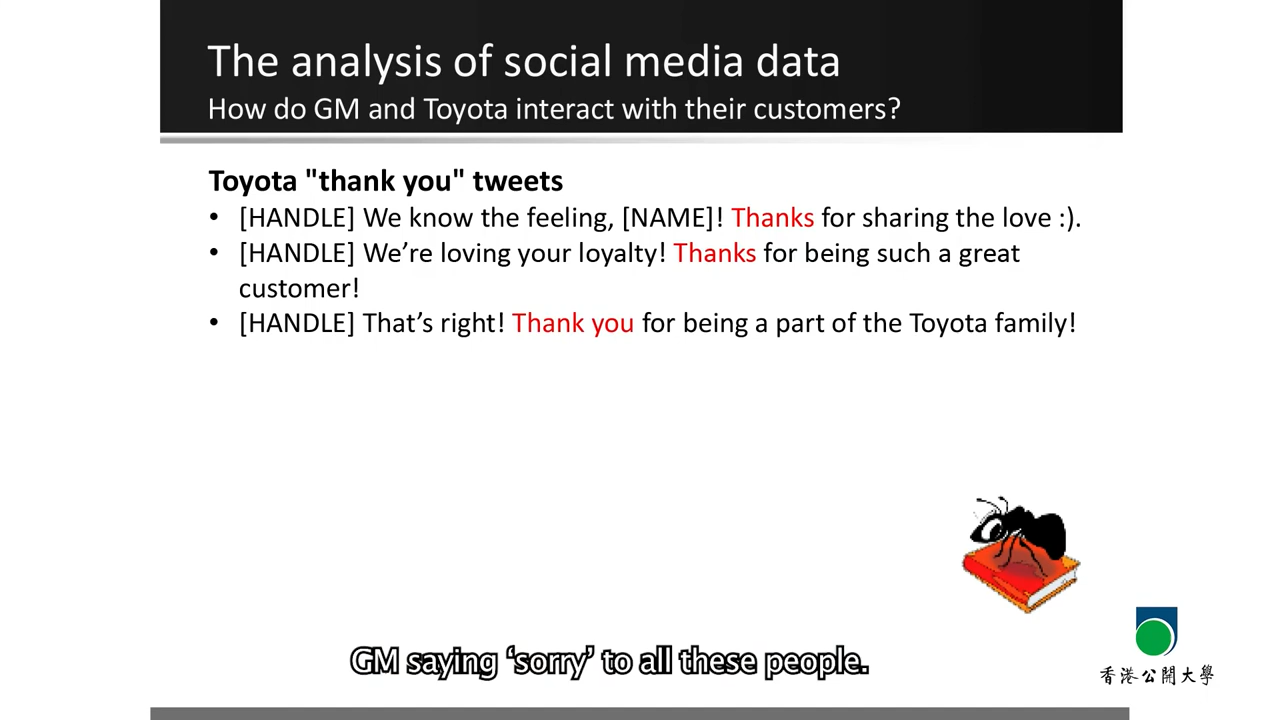 The analysis of social media data
How do GM and Toyota interact with their customers?
Toyota "thank you" tweets
• [HANDLE] We know the feeling, [NAME]! Thanks for sharing the love :).
• [HANDLE] We’re loving your loyalty! Thanks for being such a great
customer!
• [HANDLE] That’s right! Thank you for being a part of the Toyota family!
GM saying ‘sorry’ to all these people.
香港公開大學